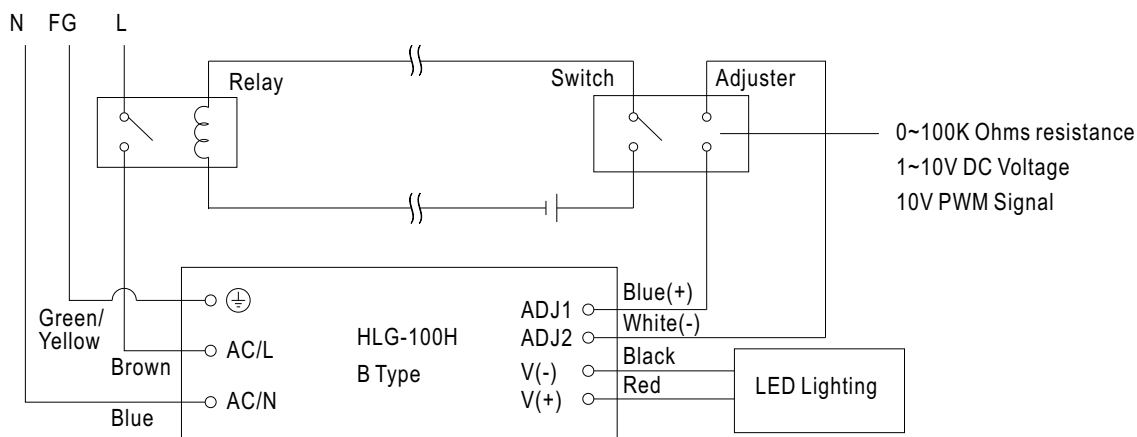 N FG L
Relay
Switch
Adjuster
0~100K Ohms resistance
1~10V DC Voltage
10V PWM Signal
Green/
Yellow
Brown
Blue
AC/L
AC/N
HLG-100H
B Type
ADJ1
ADJ2
V(-)
V(+)
Blue(+)
White(-)
Black
Red
LED Lighting